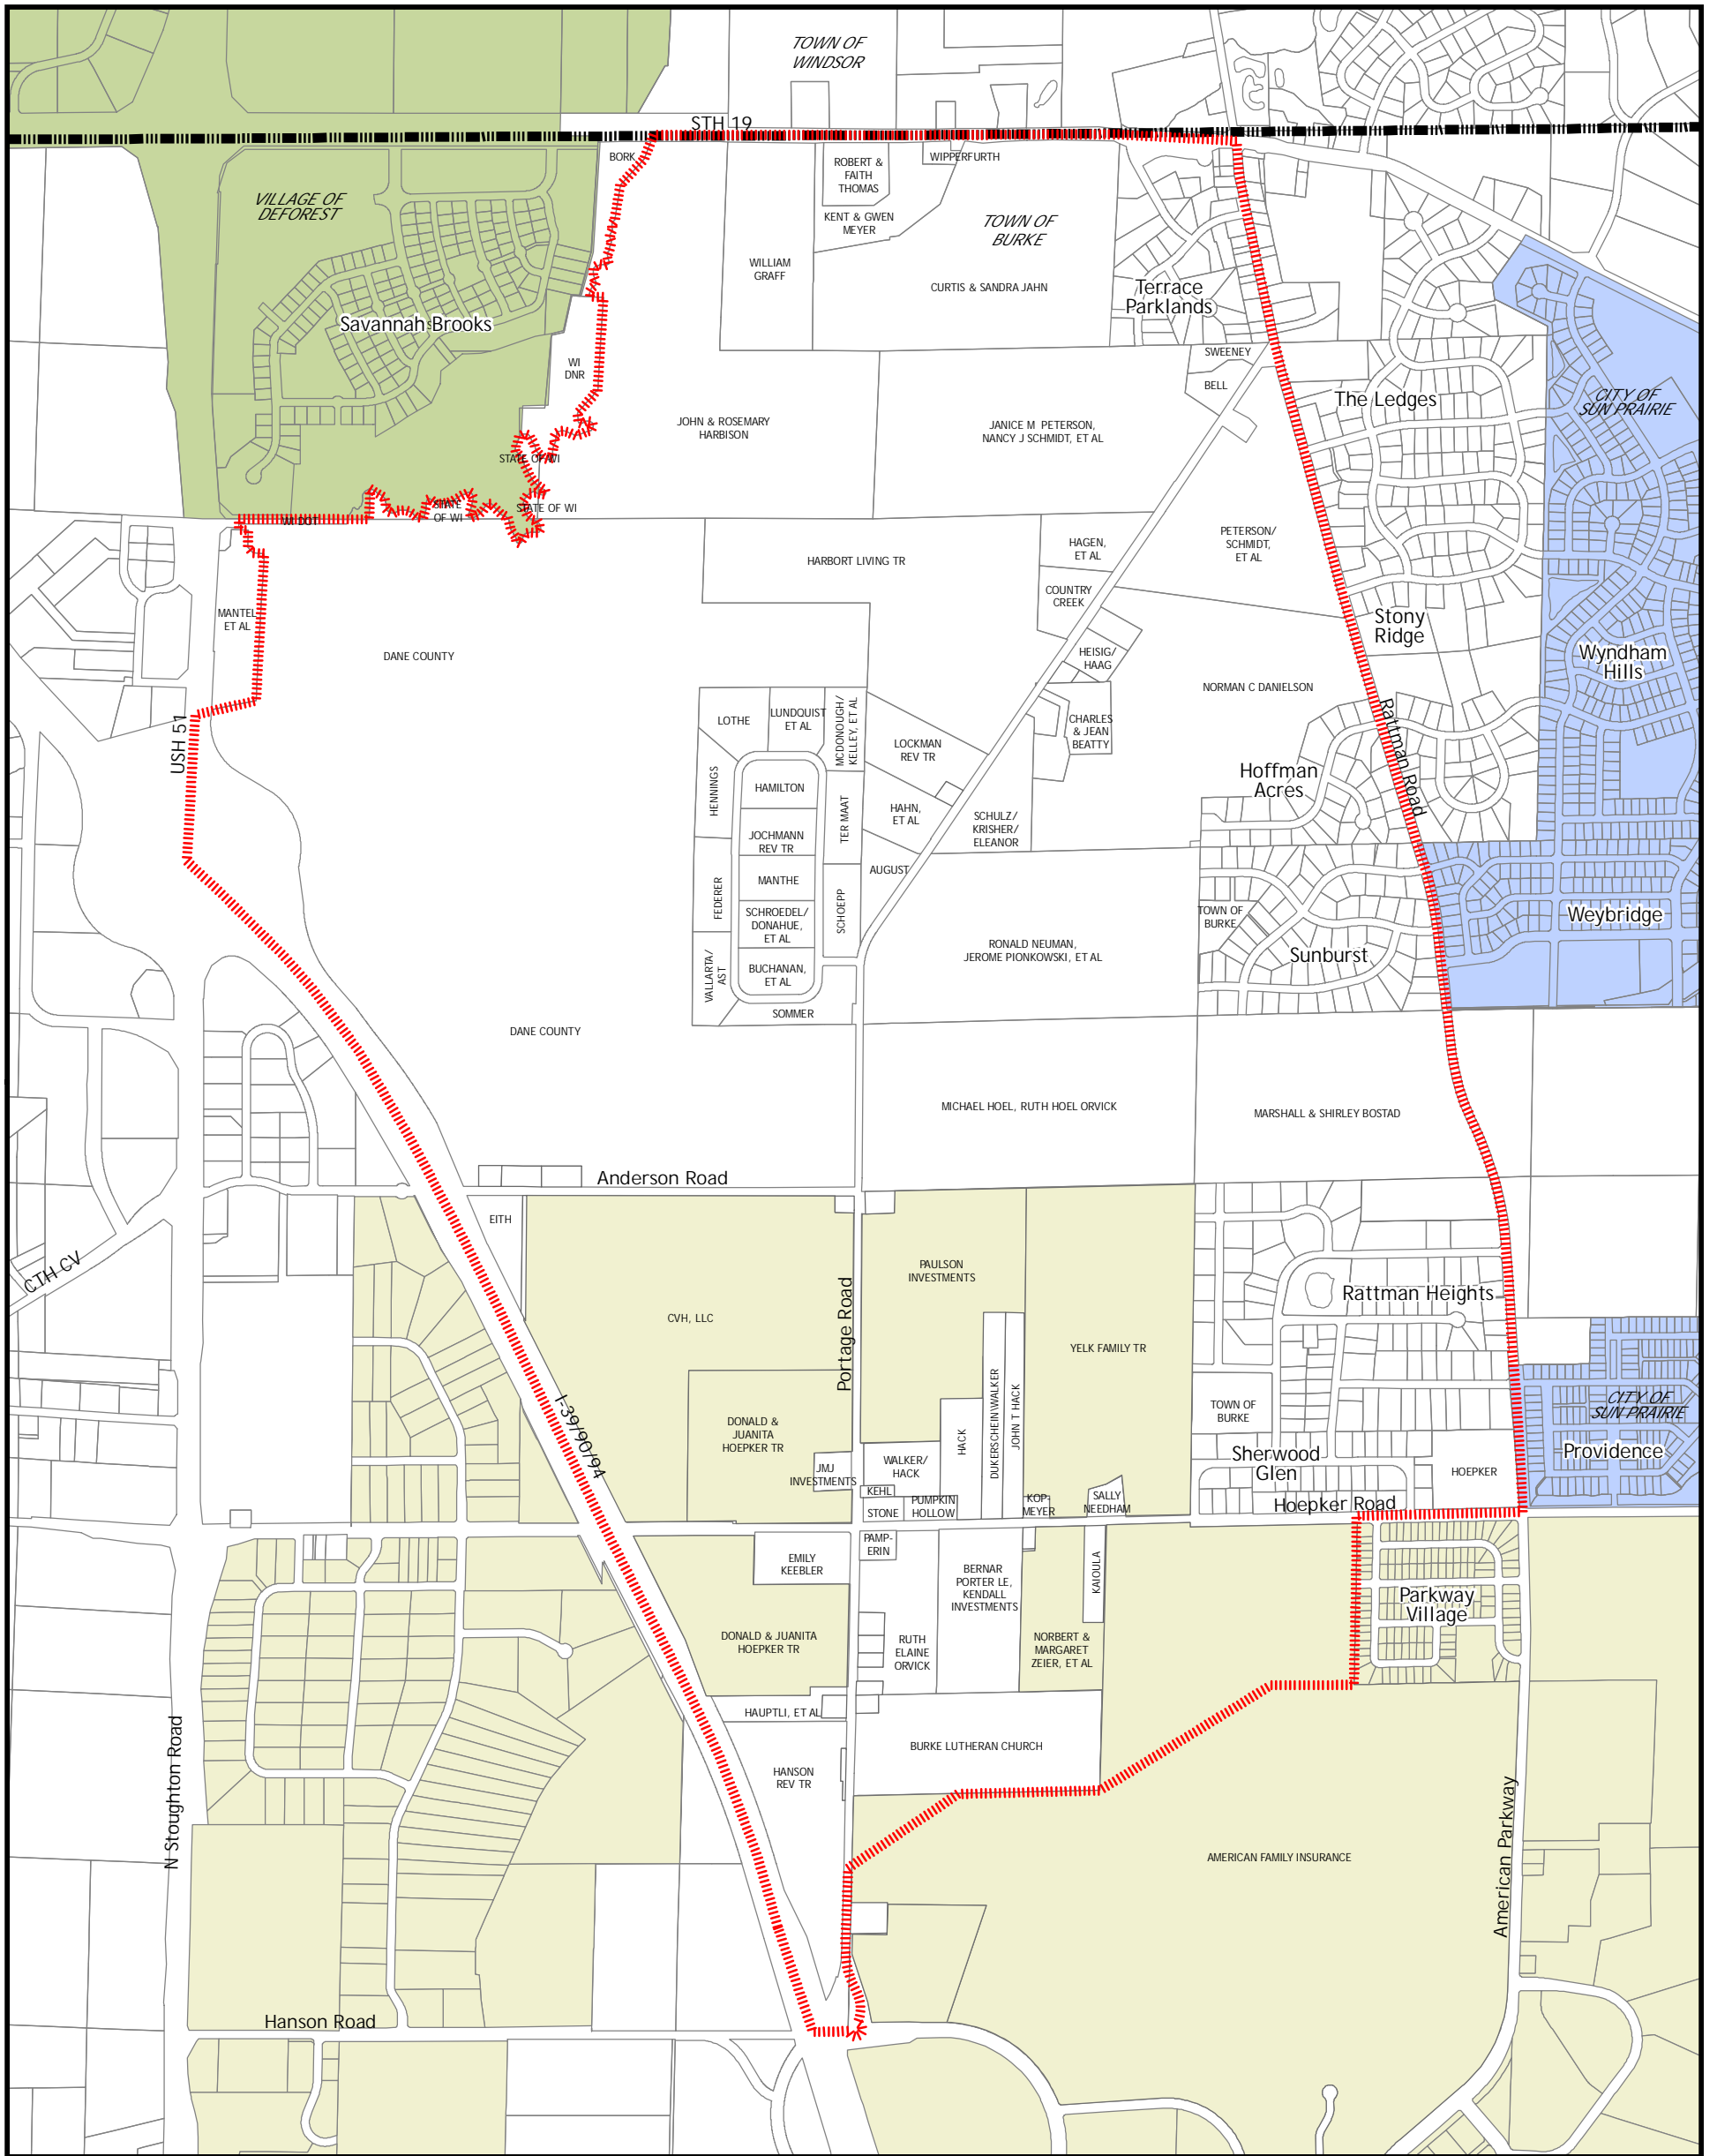 TOWN OF
WINDSOR
STH 19
BORK
ROBERT &
FAITH
THOMAS
WIPPERFURTH
VILLAGE OF
DEFOREST
KENT & GWEN
MEYER
TOWN OF
BURKE
WILLIAM
GRAFF
CURTIS & SANDRA JAHN
Terrace
Parklands
Savannah Brooks
WI
DNR
SWEENEY
BELL
The Ledges
CITY OF
SUN PRAIRIE
JOHN & ROSEMARY
HARBISON
JANICE M PETERSON,
NANCY J SCHMIDT, ET AL
STATE OF WI
STATE
OF WI
STATE OF WI
WI DOT
HARBORT LIVING TR
HAGEN,
ET AL
PETERSON/
SCHMIDT,
ET AL
COUNTRY
CREEK
MANTEL
ET AL
Stony
Ridge
DANE COUNTY
HEISIG/
HAAG
Wyndham
Hills
NORMAN C DANIELSON
USH 51
LOTHE
LUNDQUIST
ET AL
MCDONOUGH/
KELLEY, ET AL
CHARLES
& JEAN
BEATTY
LOCKMAN
REV TR
Rattman Road
HENNINGS
HAMILTON
Hoffman
Acres
TER MAAT
HAHN,
ET AL
SCHULZ/
KRISHER/
ELEANOR
JOCHMANN
REV TR
AUGUST
MANTHE
FEDERER
SCHOEPP
SCHROEDEL/
DONAHUE,
ET AL
TOWN OF
BURKE
Weybridge
RONALD NEUMAN,
JEROME PIONKOWSKI, ET AL
Sunburst
VALLARTA/
AST
BUCHANAN,
ET AL
SOMMER
DANE COUNTY
MICHAEL HOEL, RUTH HOEL ORVICK
MARSHALL & SHIRLEY BOSTAD
Anderson Road
EITH
CTH CV
PAULSON
INVESTMENTS
Rattman Heights
CVH, LLC
Portage Road
YELK FAMILY TR
DUKERSCHEIN/WALKER
JOHN T HACK
I-39/90/94
DONALD &
JUANITA
HOEPKER TR
HACK
TOWN OF
BURKE
CITY OF
SUN PRAIRIE
Providence
Sherwood
Glen
JMJ
INVESTMENTS
WALKER/
HACK
HOEPKER
KEHL
STONE
PUMPKIN
HOLLOW
KOP-
MEYER
SALLY
NEEDHAM
Hoepker Road
PAMP-
ERIN
EMILY
KEEBLER
BERNAR
PORTER LE,
KENDALL
INVESTMENTS
KAIOULA
Parkway
Village
DONALD & JUANITA
HOEPKER TR
RUTH
ELAINE
ORVICK
NORBERT &
MARGARET
ZEIER, ET AL
HAUPTLI, ET AL
BURKE LUTHERAN CHURCH
HANSON
REV TR
N Stoughton Road
American Parkway
AMERICAN FAMILY INSURANCE
Hanson Road